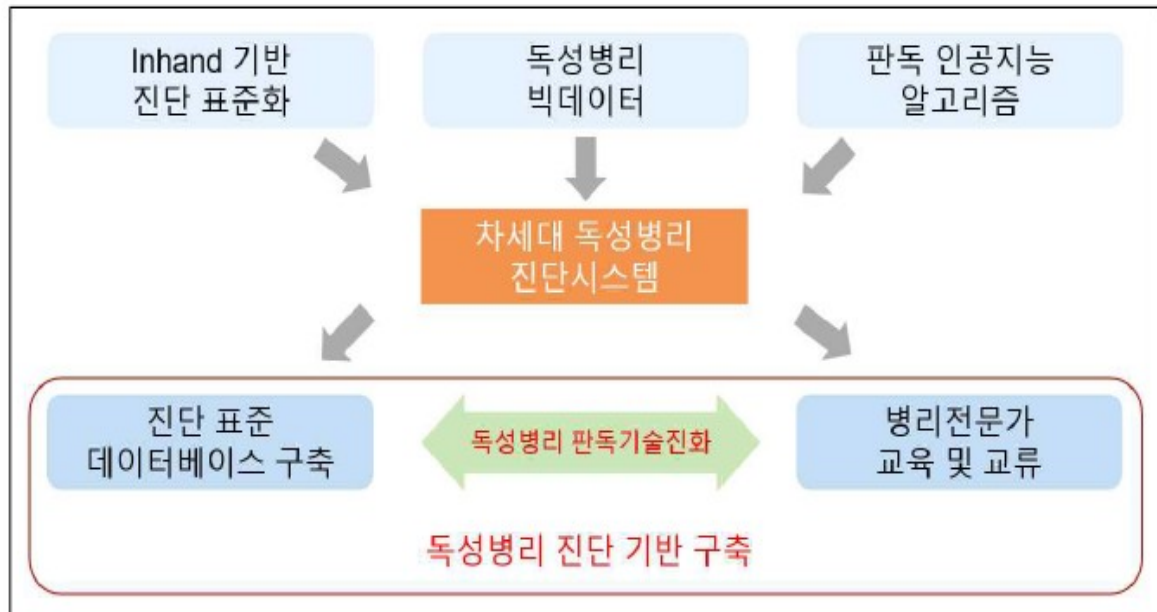 Inhand 기반
진단 표준화
독성병리
빅데이터
판독 인공지능
알고리즘
차세대 독성병리
진단시스템
진단 표준
데이터베이스 구축
독성병리 판독기술진화
병리전문가
교육 및 교류
독성병리 진단 기반 구축